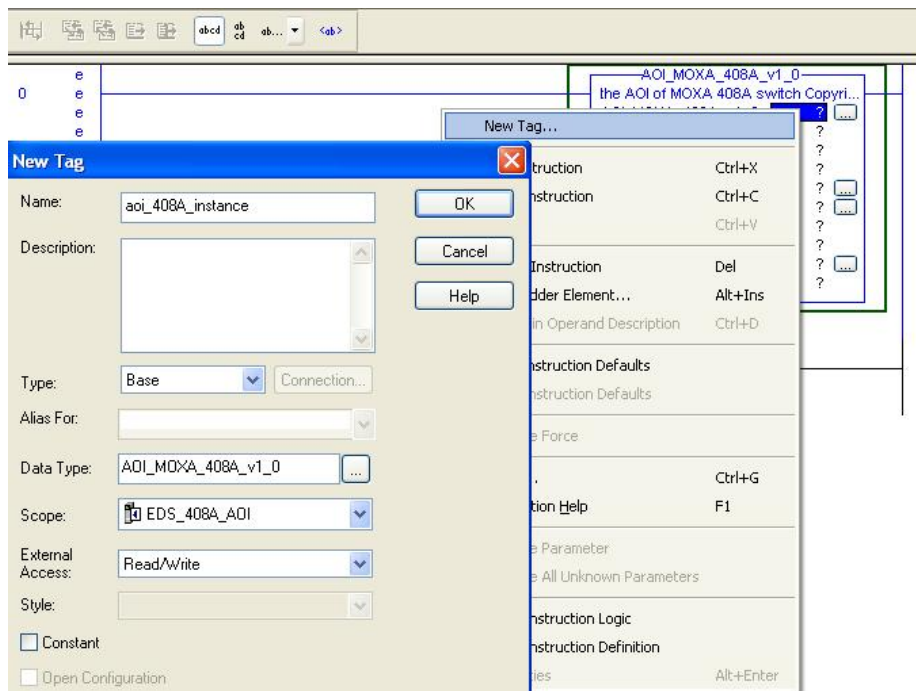 abcd
ab
cd
ab...
<ab>
0
e
e
e
e
AOI_MOXA_408A_v1_0
the AOI of MOXA 408A switch Copyri...
?
?
?
?
?
?
?
?
?
?
New Tag...
truction Ctrl+X
nstruction Ctrl+C
Ctrl+V
Instruction Del
dder Element... Alt+Ins
in Operand Description Ctrl+D
nstruction Defaults
nstruction Defaults
e Force
. Ctrl+G
tion Help F1
e Parameter
e All Unknown Parameters
nstruction Logic
nstruction Definition
ies Alt+Enter
New Tag
Name: aoi_408A_instance
OK
Description:
Cancel
Help
Type: Base Connection...
Alias For:
Data Type: AOI_MOXA_408A_v1_0 ...
Scope: EDS_408A_AOI
External
Access: Read/Write
Style:
Constant
Open Configuration